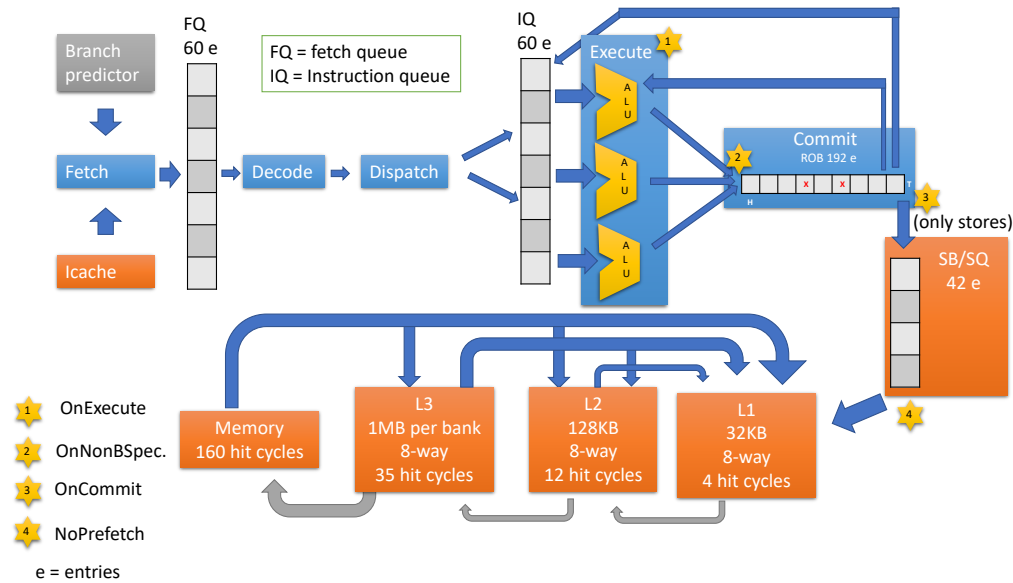 FQ
60 e
Branch
predictor
FQ = fetch queue
IQ = Instruction queue
IQ
60 e
Execute
1
A
L
U
Fetch
Decode
Dispatch
A
L
U
Commit
ROB 192 e
2
X
X
T
H
3
(only stores)
Icache
A
L
U
SB/SQ
42 e
4
Memory
160 hit cycles
L3
1MB per bank
8-way
35 hit cycles
L2
128KB
8-way
12 hit cycles
L1
32KB
8-way
4 hit cycles
1 OnExecute
2 OnNonBSpec.
3 OnCommit
4 NoPrefetch
e = entries